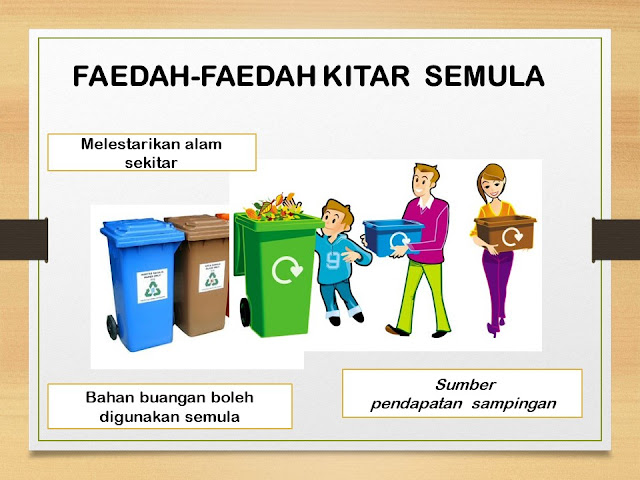 FAEDAH-FAEDAH KITAR SEMULA
Melestarikan alam
sekitar
Bahan buangan boleh
digunakan semula
Sumber
pendapatan sampingan